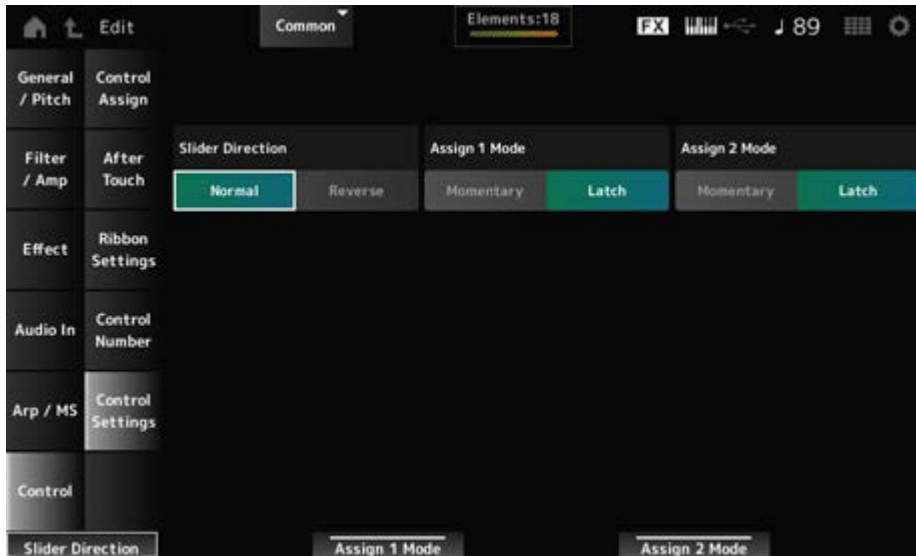 Edit
Common
Elements:18
FX
♩ 89
General / Pitch
Control Assign
Filter / Amp
After Touch
Effect
Ribbon Settings
Audio In
Control Number
Arp / MS
Control Settings
Control
Slider Direction
Normal
Reverse
Assign 1 Mode
Momentary
Latch
Assign 2 Mode
Momentary
Latch
Slider Direction
Assign 1 Mode
Assign 2 Mode